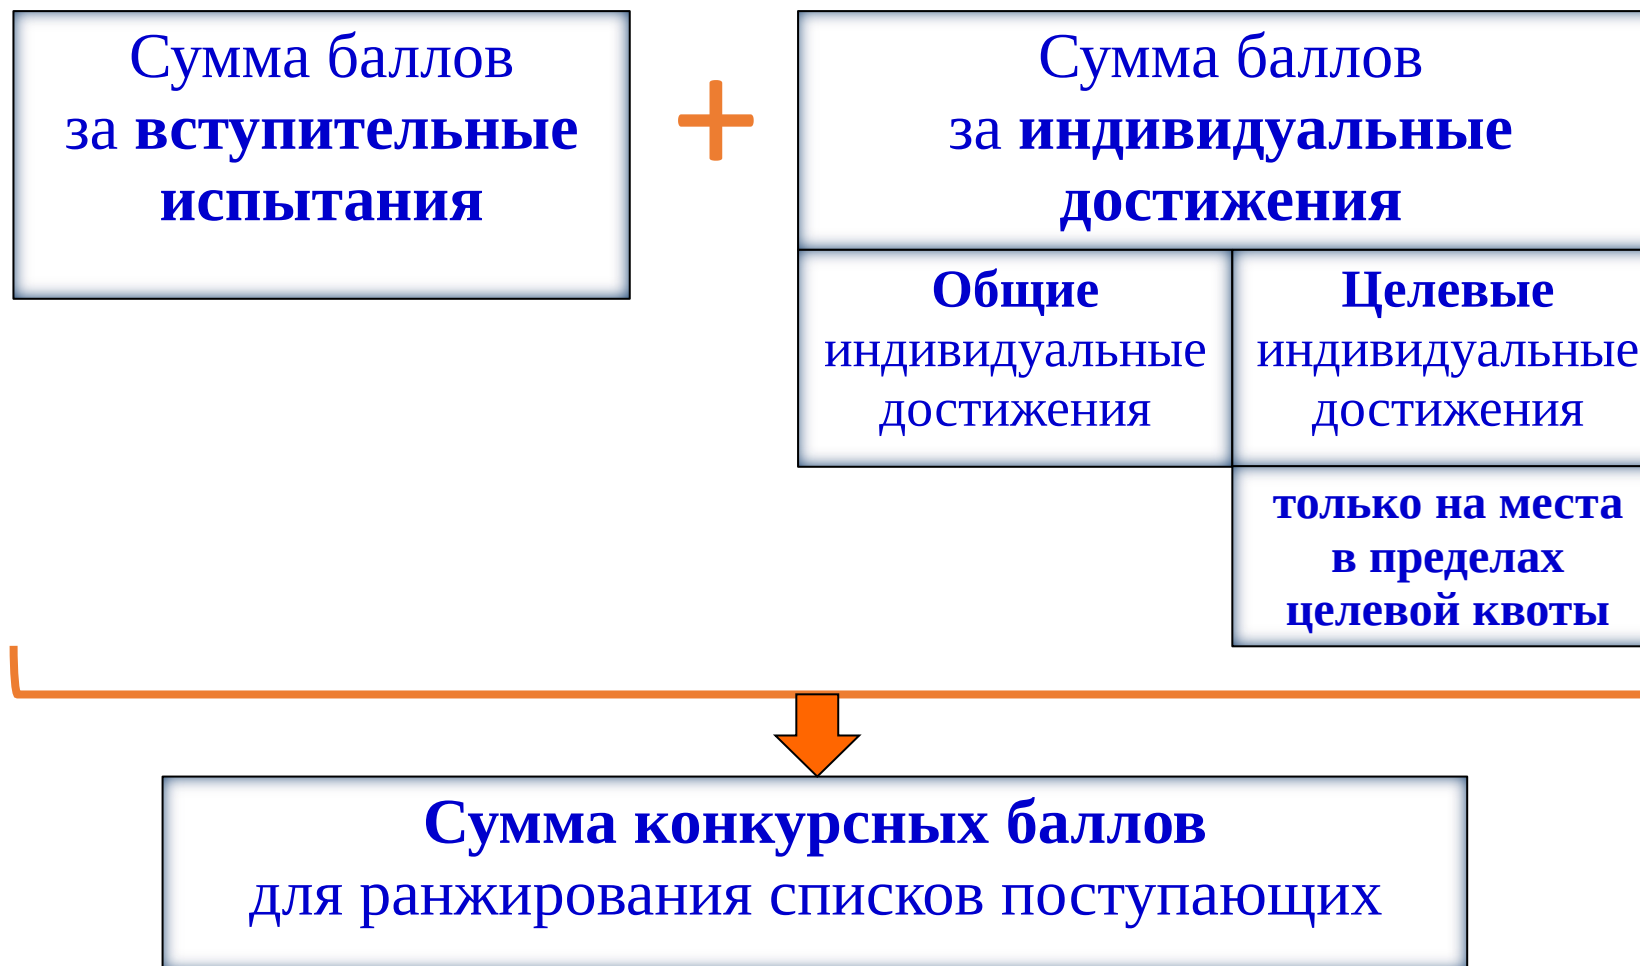 Сумма баллов
за вступительные
испытания
+
Сумма баллов
за индивидуальные
достижения
Общие
индивидуальные
достижения
Целевые
индивидуальные
достижения
только на места
в пределах
целевой квоты
Сумма конкурсных баллов
для ранжирования списков поступающих